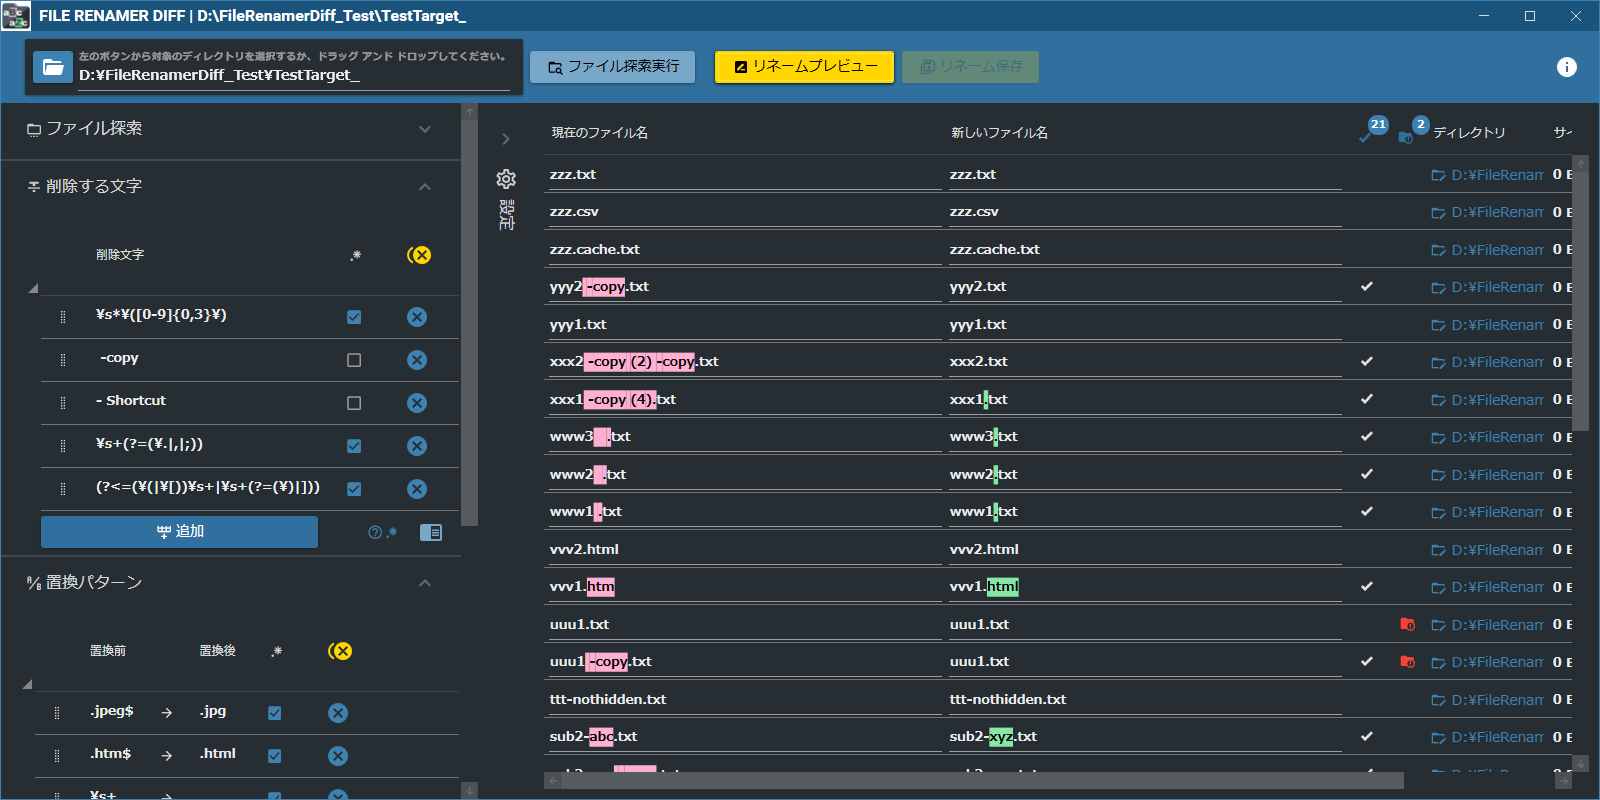 FILE RENAMER DIFF | D:\FileRenamerDiff_Test\TestTarget_
左のボタンから対象のディレクトリを選択するか、ドラッグ アンド ドロップしてください。
D:¥FileRenamerDiff_Test¥TestTarget_
ファイル探索実行
リネームプレビュー
リネーム保存
ファイル探索
削除する文字
削除文字 .*
¥s*¥([0-9]{0,3}¥)
-copy
- Shortcut
¥s+(?=(¥.|,|;))
(?<=(¥(|¥[))¥s+|¥s+(?=(¥)|]))
追加
.*
置換パターン
置換前 置換後 .*
.jpeg$ → .jpg
.htm$ → .html
¥s+ →
設定
現在のファイル名 新しいファイル名 21 2 ディレクトリ サイ
zzz.txt zzz.txt D:¥FileRenam 0 B
zzz.csv zzz.csv D:¥FileRenam 0 B
zzz.cache.txt zzz.cache.txt D:¥FileRenam 0 B
yyy2 -copy.txt yyy2.txt D:¥FileRenam 0 B
yyy1.txt yyy1.txt D:¥FileRenam 0 B
xxx2 -copy (2) -copy.txt xxx2.txt D:¥FileRenam 0 B
xxx1 -copy (4).txt xxx1.txt D:¥FileRenam 0 B
www3   .txt www3.txt D:¥FileRenam 0 B
www2  .txt www2.txt D:¥FileRenam 0 B
www1 .txt www1.txt D:¥FileRenam 0 B
vvv2.html vvv2.html D:¥FileRenam 0 B
vvv1.htm vvv1.html D:¥FileRenam 0 B
uuu1.txt uuu1.txt D:¥FileRenam 0 B
uuu1 -copy.txt uuu1.txt D:¥FileRenam 0 B
ttt-nothidden.txt ttt-nothidden.txt D:¥FileRenam 0 B
sub2-abc.txt sub2-xyz.txt D:¥FileRenam 0 B